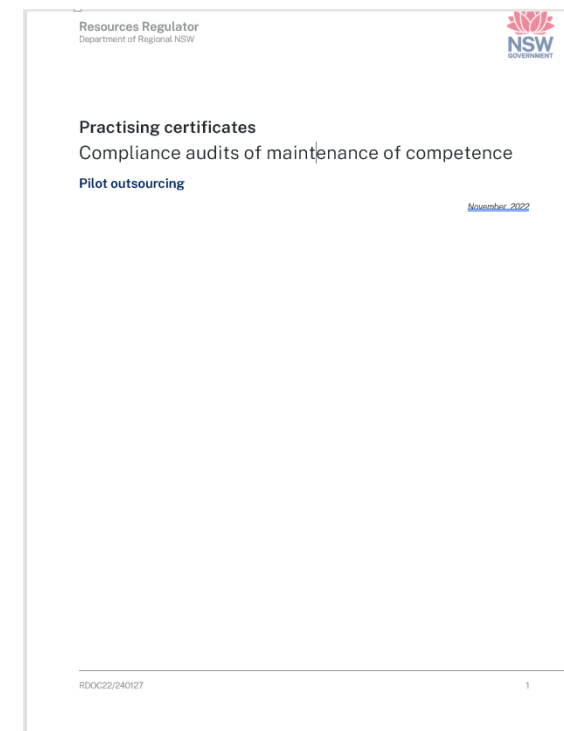 Resources Regulator
Department of Regional NSW
NSW
GOVERNMENT
Practising certificates
Compliance audits of maintenance of competence
Pilot outsourcing
November 2022
RDOC22/240127
1